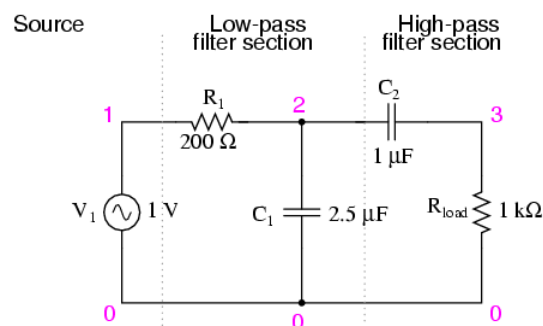 Source
Low-pass
filter section
High-pass
filter section
1
R1
200 Ω
2
C2
1 µF
3
V1
1 V
C1
2.5 µF
Rload
1 kΩ
0
0
0